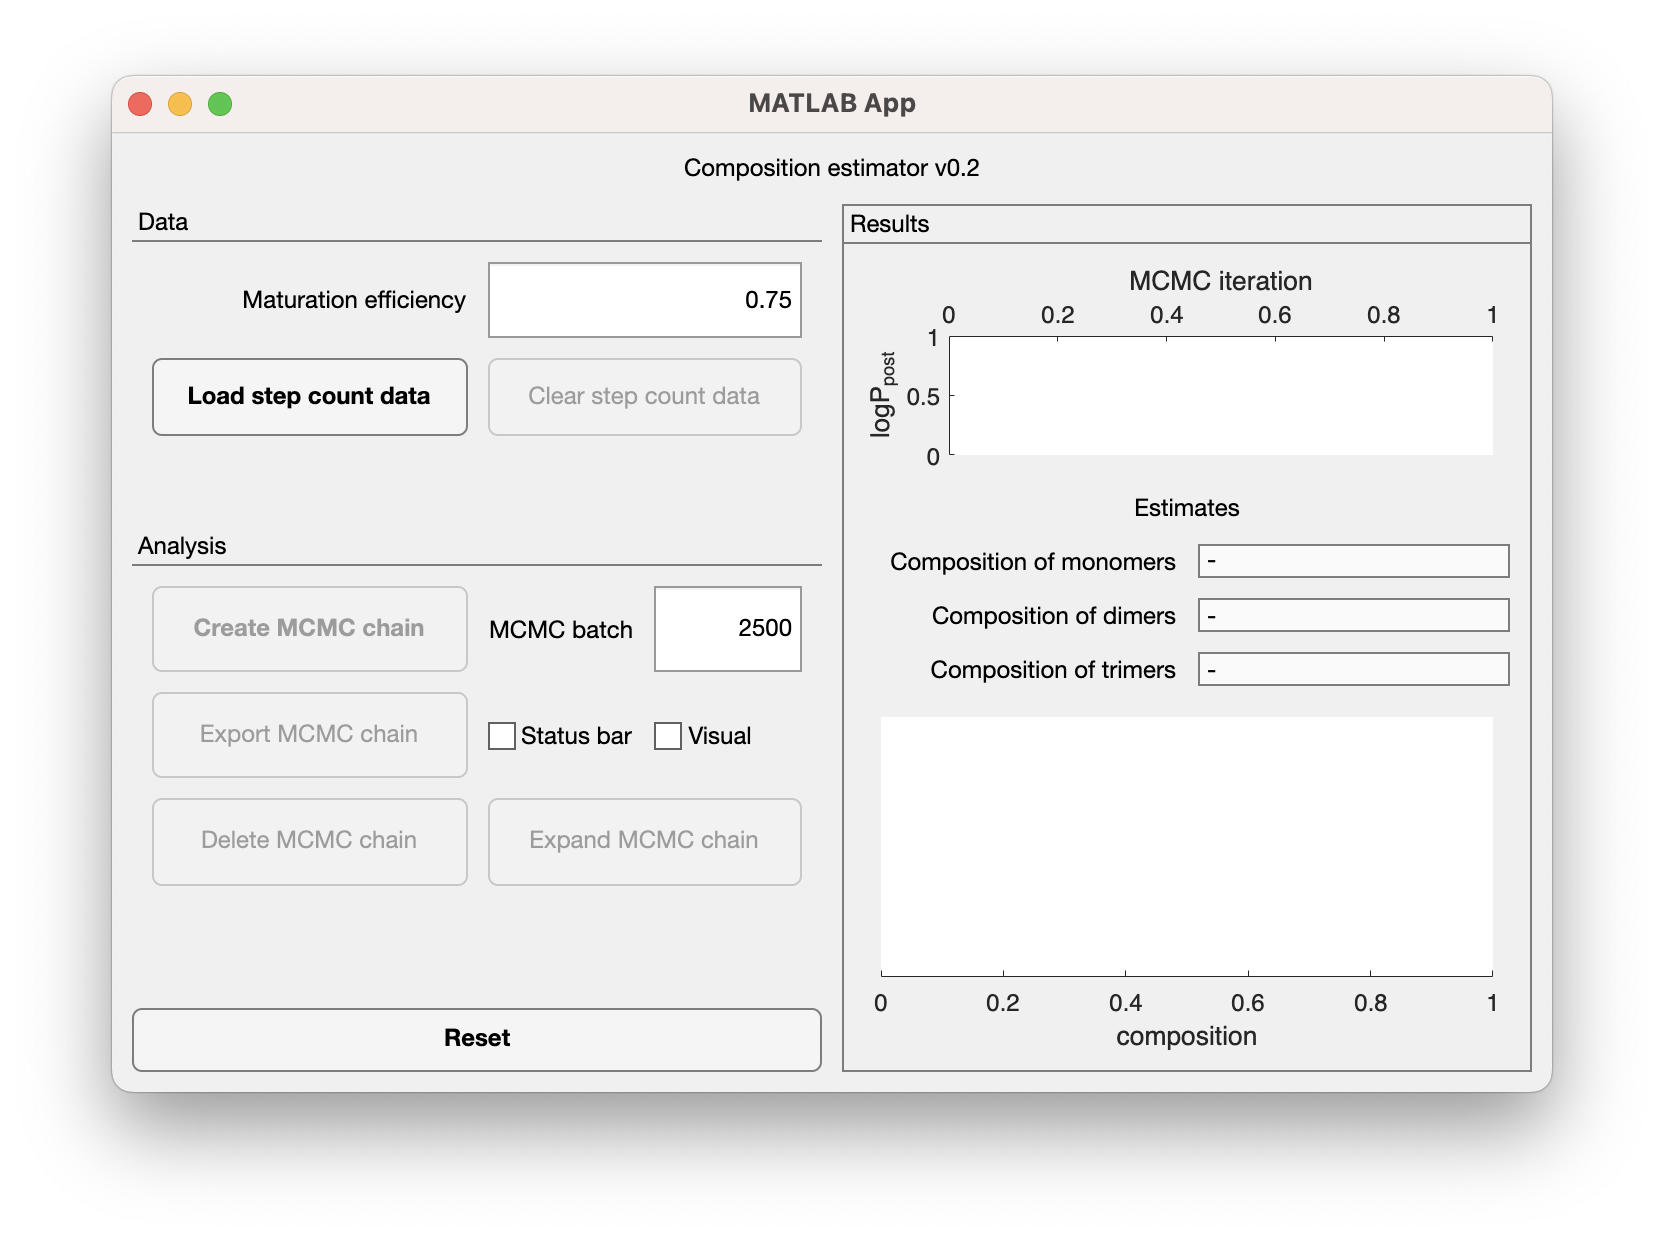 MATLAB App
Composition estimator v0.2
Data
Maturation efficiency 0.75
Load step count data Clear step count data
Analysis
Create MCMC chain MCMC batch 2500
Export MCMC chain Status bar Visual
Delete MCMC chain Expand MCMC chain
Reset
Results
MCMC iteration
0 0.2 0.4 0.6 0.8 1
1
0.5
0
logPpost
Estimates
Composition of monomers -
Composition of dimers -
Composition of trimers -
0 0.2 0.4 0.6 0.8 1
composition